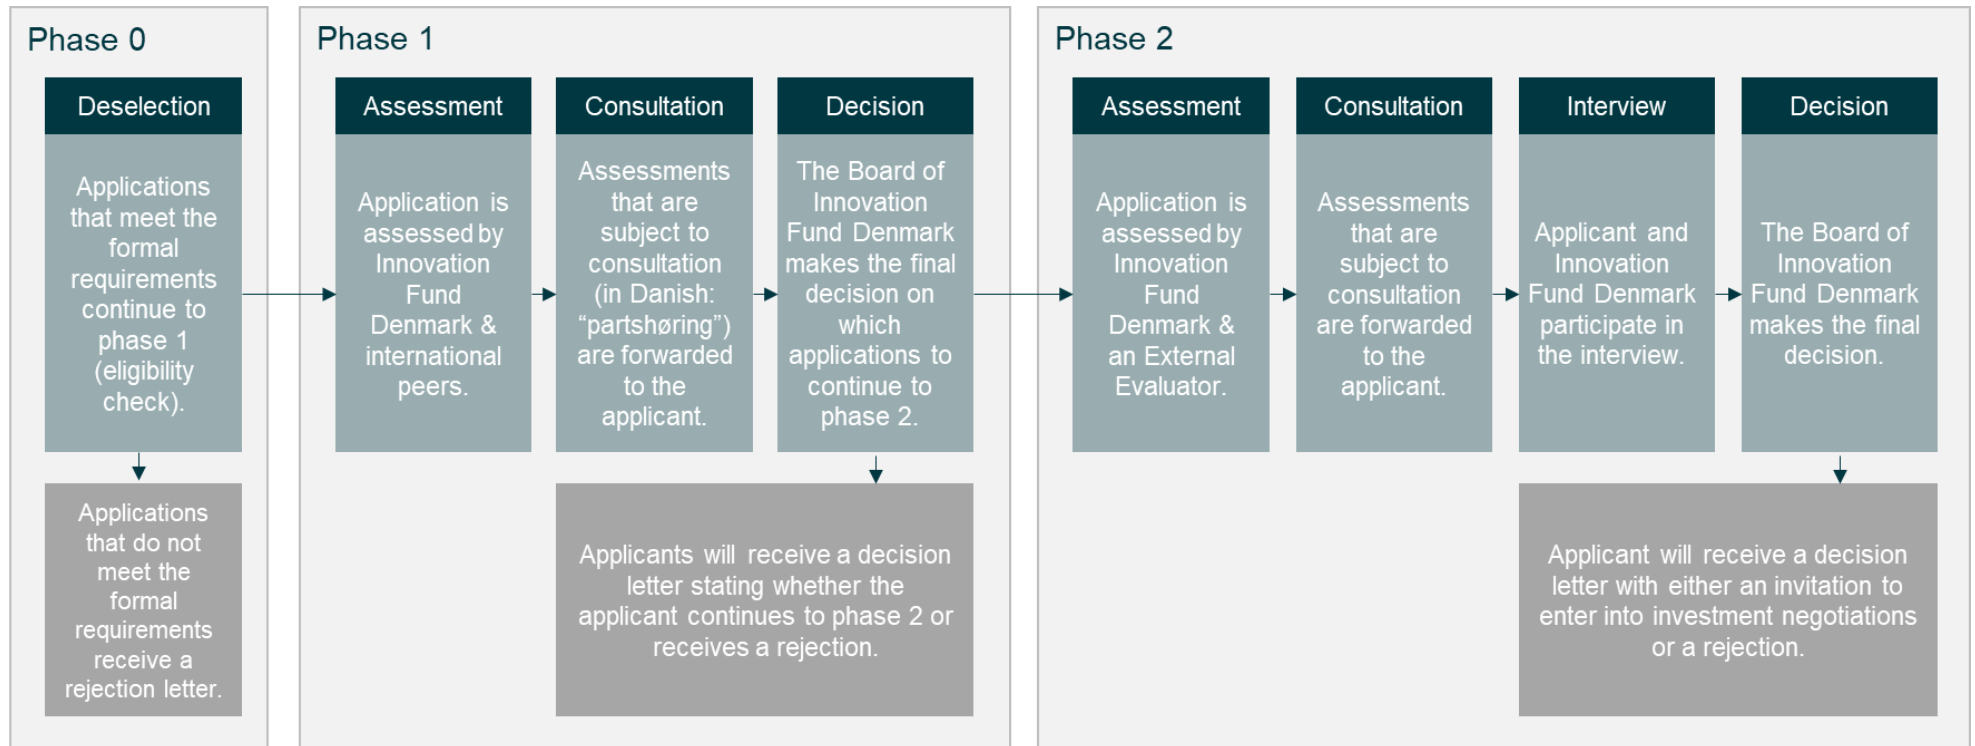 Phase 0
Deselection
Applications
that meet the
formal
requirements
continue to
phase 1
(eligibility
check).
Applications
that do not
meet the
formal
requirements
receive a
rejection letter.
Phase 1
Assessment
Application is
assessed by
Innovation
Fund
Denmark &
international
peers.
Consultation
Assessments
that are
subject to
consultation
(in Danish:
“partshøring”)
are forwarded
to the
applicant.
Decision
The Board of
Innovation
Fund Denmark
makes the final
decision on
which
applications to
continue to
phase 2.
Applicants will receive a decision
letter stating whether the
applicant continues to phase 2 or
receives a rejection.
Phase 2
Assessment
Application is
assessed by
Innovation
Fund
Denmark &
an External
Evaluator.
Consultation
Assessments
that are
subject to
consultation
are forwarded
to the
applicant.
Interview
Applicant and
Innovation
Fund Denmark
participate in
the interview.
Decision
The Board of
Innovation
Fund Denmark
makes the final
decision.
Applicant will receive a decision
letter with either an invitation to
enter into investment negotiations
or a rejection.